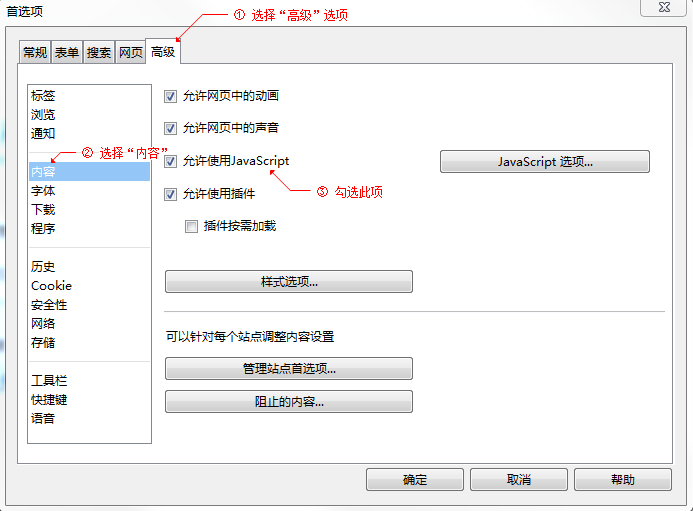 首选项
① 选择“高级”选项
常规 表单 搜索 网页 高级
标签
浏览
通知
② 选择“内容”
内容
字体
下载
程序
历史
Cookie
安全性
网络
存储
工具栏
快捷键
语音
允许网页中的动画
允许网页中的声音
允许使用JavaScript
JavaScript 选项...
③ 勾选此项
允许使用插件
插件按需加载
样式选项...
可以针对每个站点调整内容设置
管理站点首选项...
阻止的内容...
确定 取消 帮助